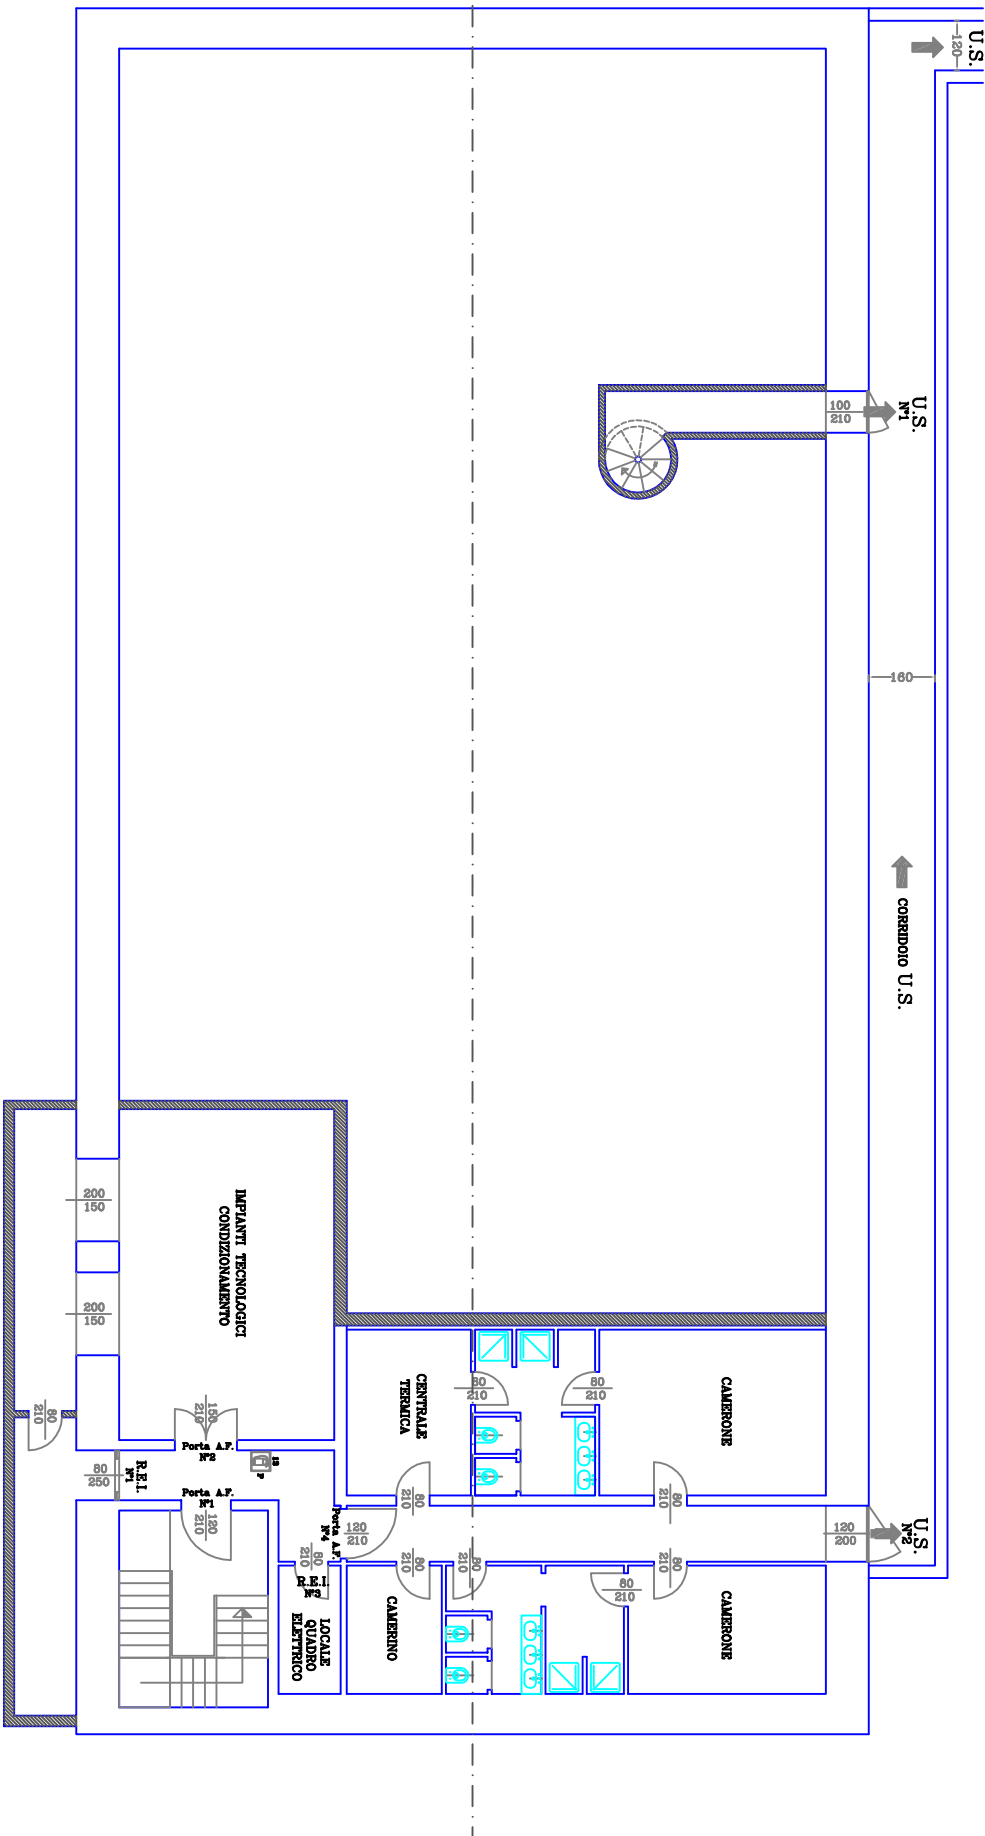 U.S.
120
U.S.
N°1
100
210
160
CORRIDOIO U.S.
200
150
200
150
IMPIANTI TECNOLOGICI
CONDIZIONAMENTO
CENTRALE
TERMICA
80
210
80
210
CAMERONE
80
210
150
210
Porta A.F.
N°2
13
P
R.E.I.
N°1
80
250
Porta A.F.
N°1
120
210
Porta A.F.
N°4
120
210
80
210
80
210
120
200
U.S.
N°2
80
210
R.E.I.
N°3
80
210
80
210
80
210
80
210
LOCALE
QUADRO
ELETTRICO
CAMERINO
CAMERONE